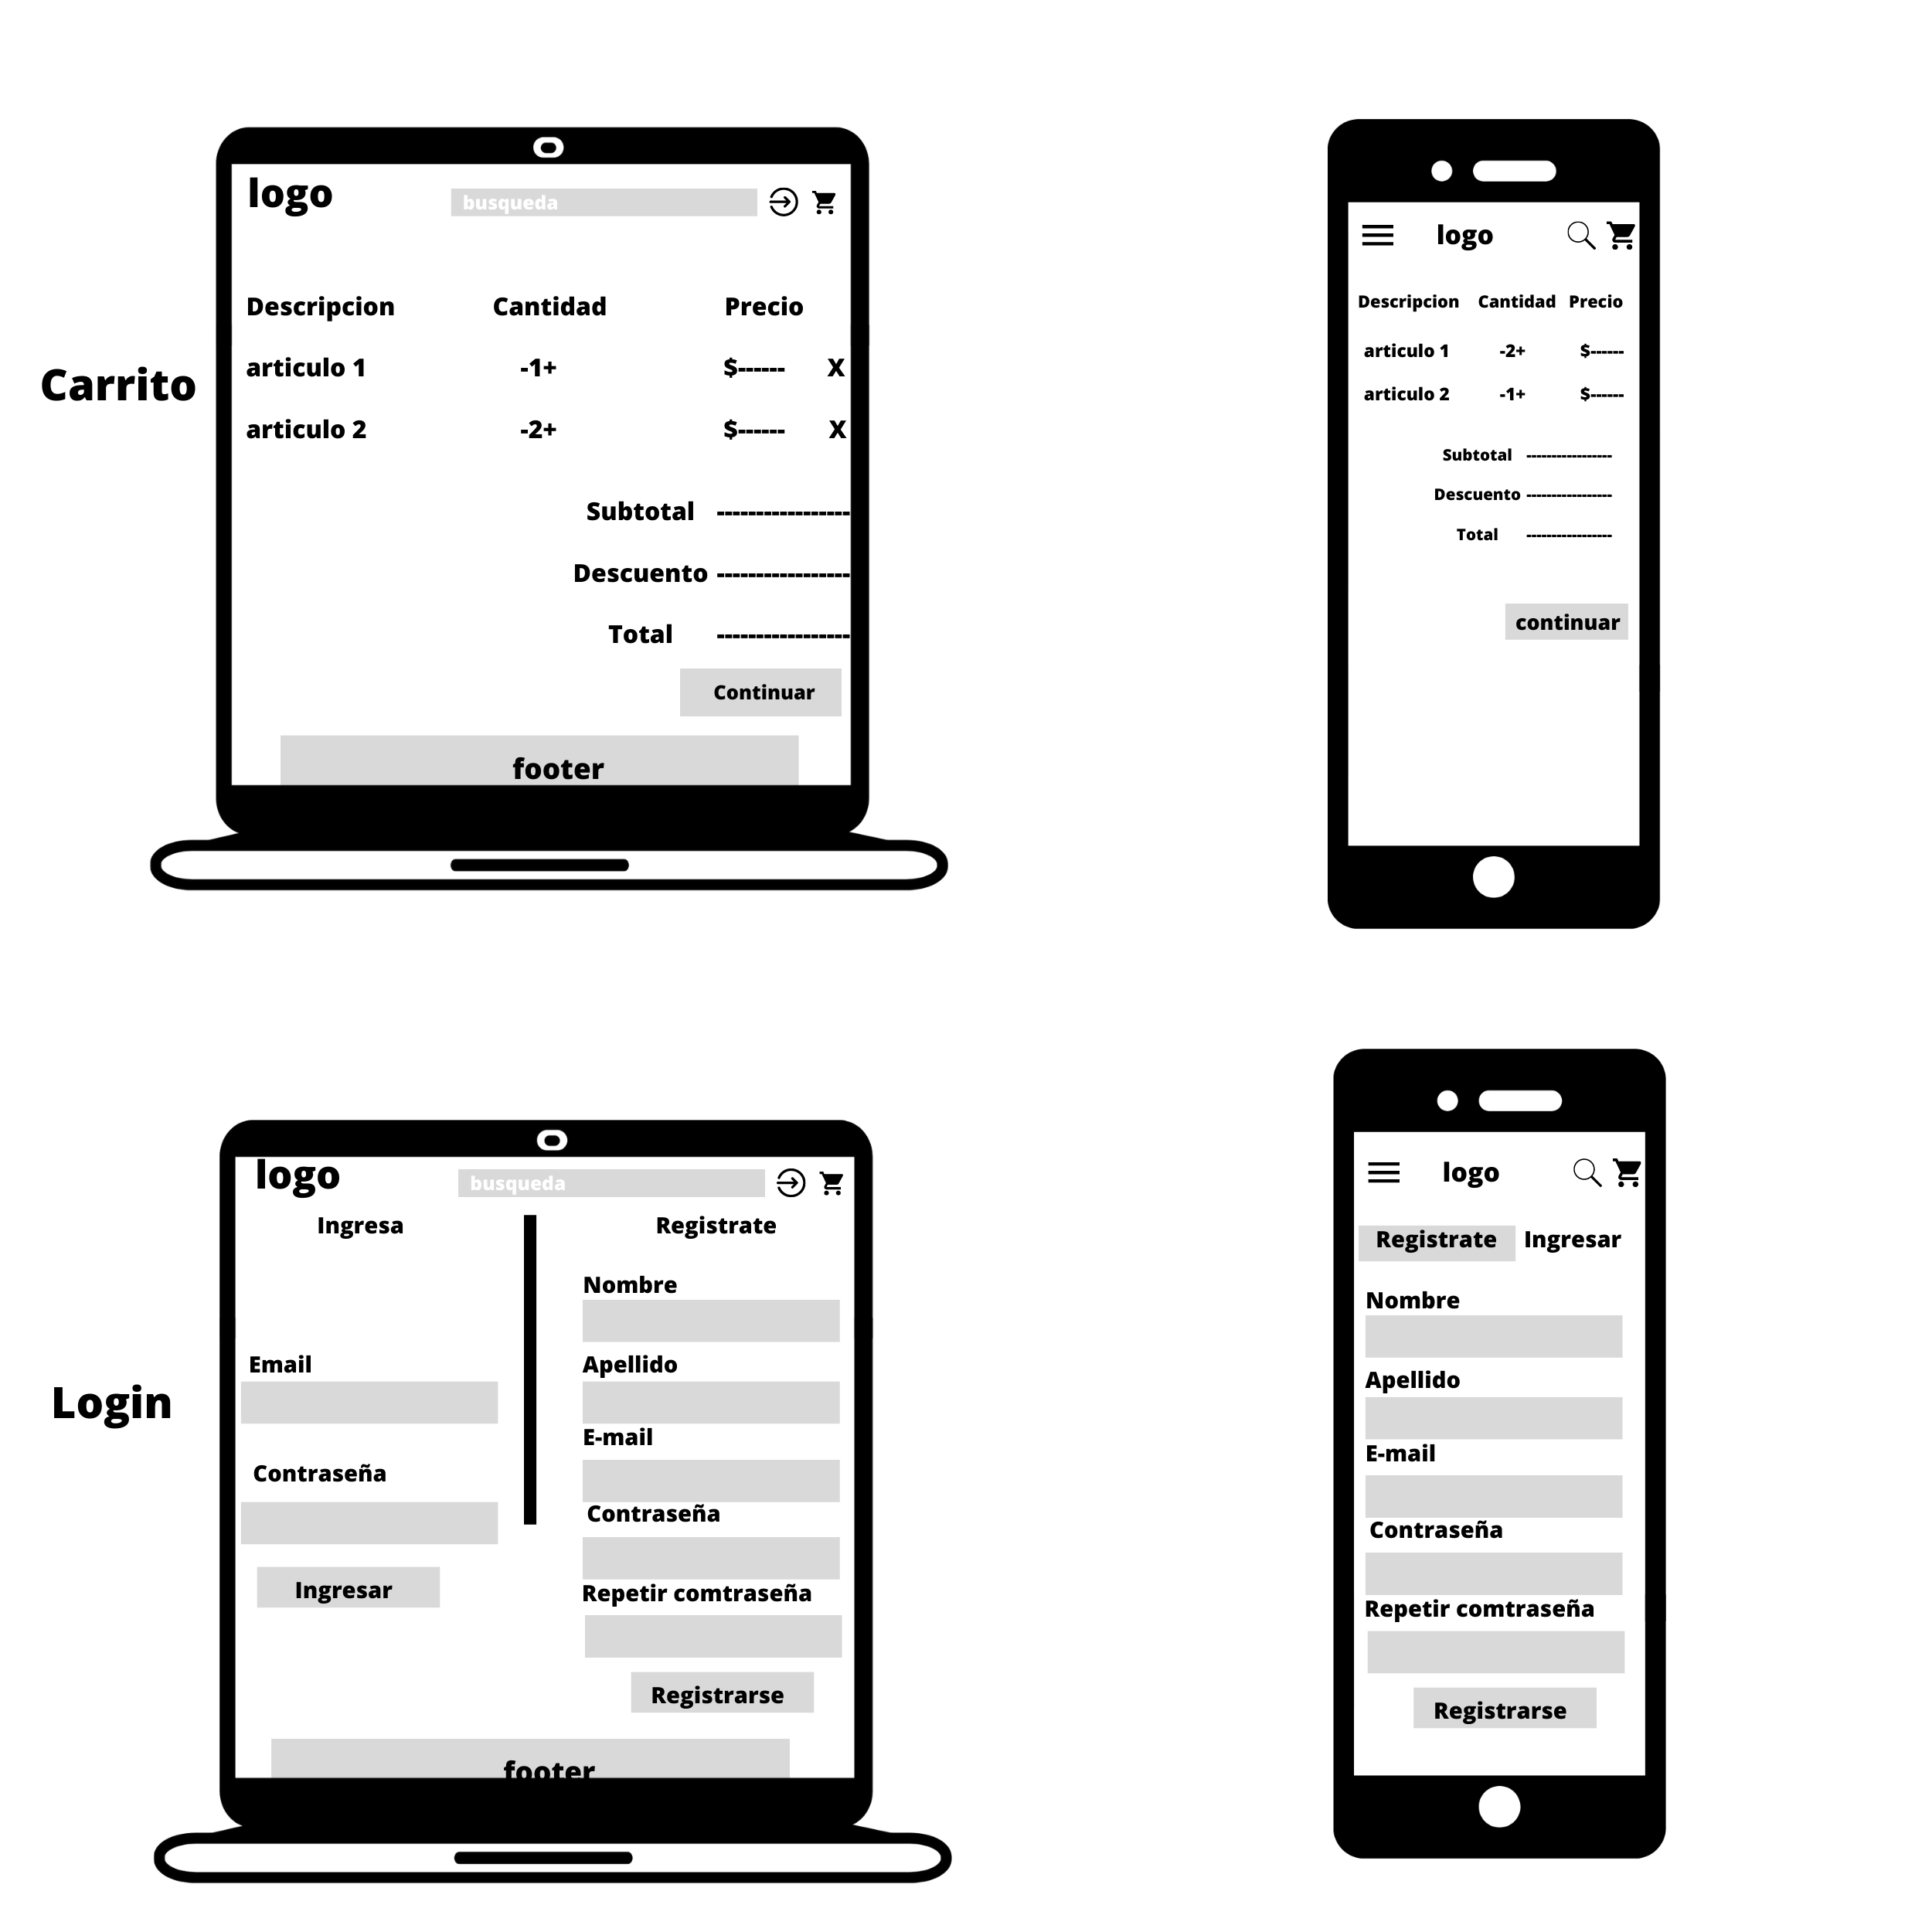 logo
busqueda
Descripcion Cantidad Precio
articulo 1 -1+ $------ X
articulo 2 -2+ $------ X
Subtotal -----------------
Descuento -----------------
Total -----------------
Continuar
footer
Carrito
logo
Descripcion Cantidad Precio
articulo 1 -2+ $------
articulo 2 -1+ $------
Subtotal -----------------
Descuento -----------------
Total -----------------
continuar
Login
logo
busqueda
Ingresa
Email
Contraseña
Ingresar
Registrate
Nombre
Apellido
E-mail
Contraseña
Repetir comtraseña
Registrarse
footer
logo
Registrate Ingresar
Nombre
Apellido
E-mail
Contraseña
Repetir comtraseña
Registrarse